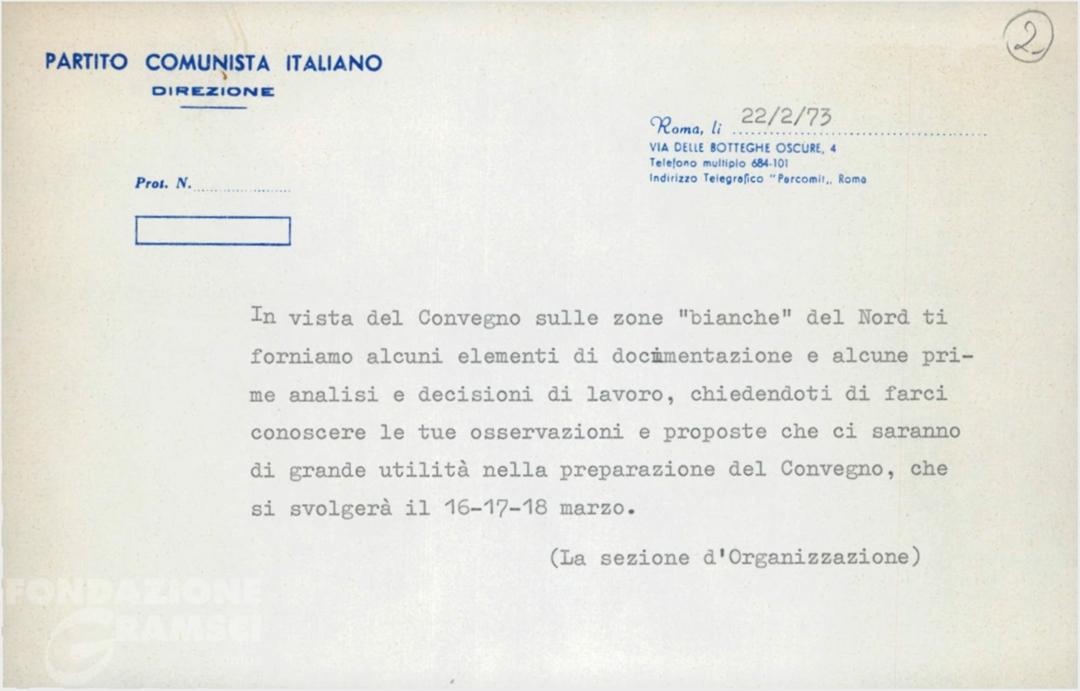 2
PARTITO COMUNISTA ITALIANO
DIREZIONE
Roma, li 22/2/73
VIA DELLE BOTTEGHE OSCURE, 4
Telefono multiplo 684-101
Indirizzo Telegrafico "Parcomit,, Roma
Prot. N.
In vista del Convegno sulle zone "bianche" del Nord ti
forniamo alcuni elementi di documentazione e alcune pri-
me analisi e decisioni di lavoro, chiedendoti di farci
conoscere le tue osservazioni e proposte che ci saranno
di grande utilità nella preparazione del Convegno, che
si svolgerà il 16-17-18 marzo.
(La sezione d'Organizzazione)
FONDAZIONE
GRAMSCI
onlus